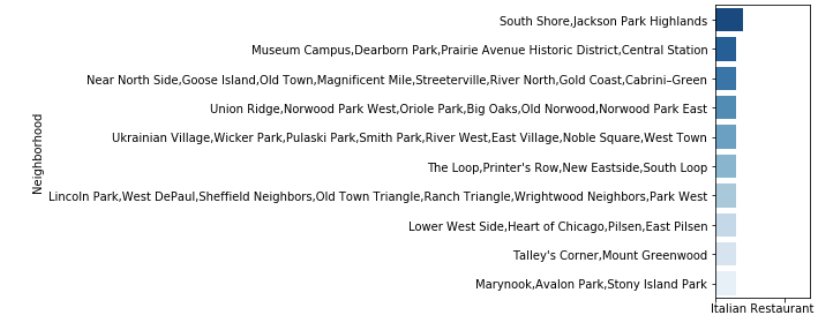 South Shore,Jackson Park Highlands
Museum Campus,Dearborn Park,Prairie Avenue Historic District,Central Station
Near North Side,Goose Island,Old Town,Magnificent Mile,Streeterville,River North,Gold Coast,Cabrini–Green
Union Ridge,Norwood Park West,Oriole Park,Big Oaks,Old Norwood,Norwood Park East
Ukrainian Village,Wicker Park,Pulaski Park,Smith Park,River West,East Village,Noble Square,West Town
The Loop,Printer's Row,New Eastside,South Loop
Lincoln Park,West DePaul,Sheffield Neighbors,Old Town Triangle,Ranch Triangle,Wrightwood Neighbors,Park West
Lower West Side,Heart of Chicago,Pilsen,East Pilsen
Talley's Corner,Mount Greenwood
Marynook,Avalon Park,Stony Island Park
Neighborhood
Italian Restaurant